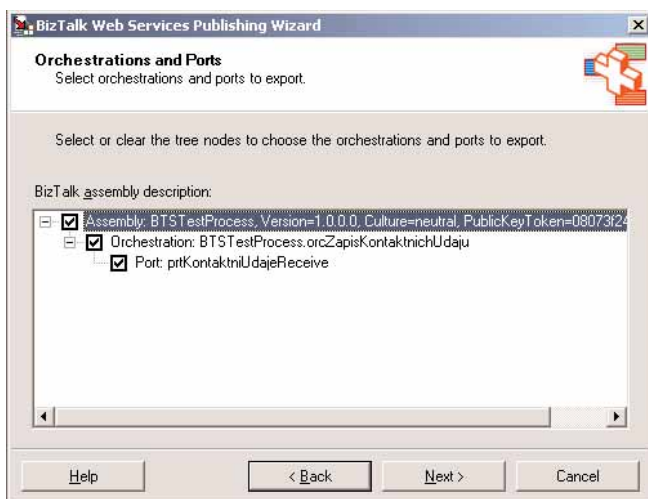 BizTalk Web Services Publishing Wizard
Orchestrations and Ports
Select orchestrations and ports to export.
Select or clear the tree nodes to choose the orchestrations and ports to export.
BizTalk assembly description:
Assembly: BTSTestProcess, Version=1.0.0.0, Culture=neutral, PublicKeyToken=08073f24
Orchestration: BTSTestProcess.orcZapisKontaktnichUdaju
Port: prtKontaktniUdajeReceive
Help
< Back
Next >
Cancel